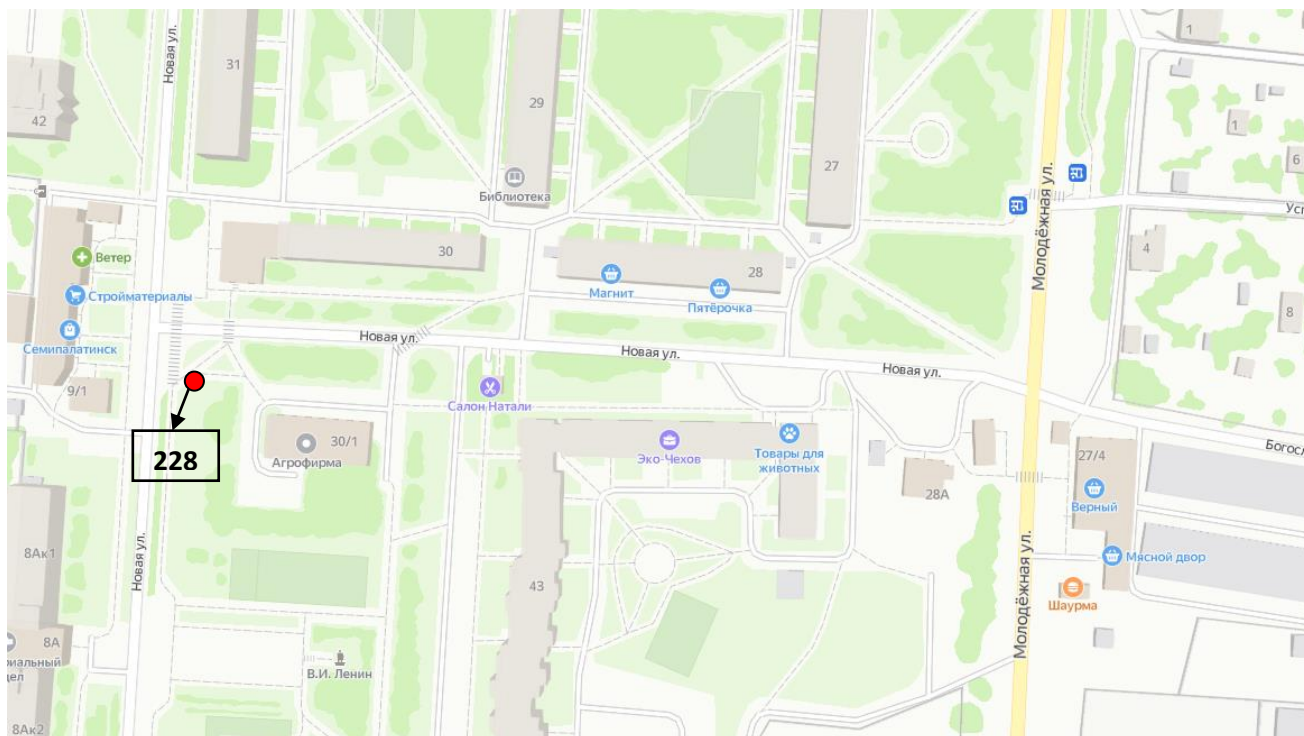 Новая ул.
31
42
29
Библиотека
27
1
1
6
Молодёжная ул.
Ус
4
8
Ветер
Стройматериалы
Семипалатинск
9/1
30
Магнит
28
Пятёрочка
Новая ул.
Новая ул.
Новая ул.
Богосл
228
30/1
Агрофирма
Салон Натали
Эко-Чехов
Товары для
животных
28А
27/4
Верный
Мясной двор
Шаурма
Молодёжная ул.
8Ак1
Новая ул.
43
8А
риальный
дел
В.И. Ленин
8Ак2